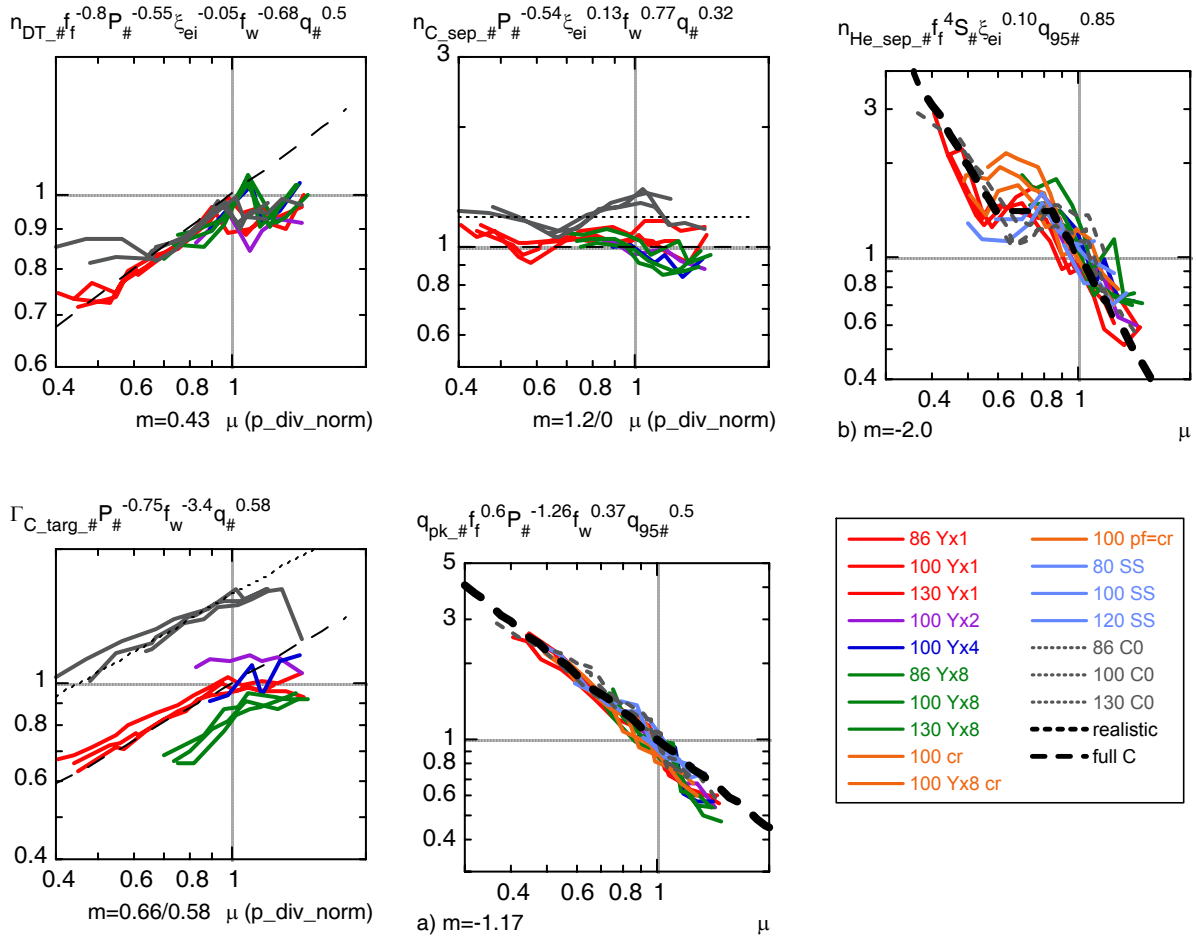 n_DT_# f_f^-0.8 P_#^-0.55 ξ_ei^-0.05 f_w^-0.68 q_#^0.5
1
0.9
0.8
0.7
0.6
0.4 0.6 1
m=0.43 μ (p_div_norm)
n_C_sep_# P_#^-0.54 ξ_ei^0.13 f_w^0.77 q_#^0.32
3
1
0.8
0.6
0.4 0.6 1
m=1.2/0 μ (p_div_norm)
n_He_sep_# f_f^4 S_# ξ_ei^0.10 q_95#^0.85
3
1
0.8
0.6
0.4
0.4 0.6 0.8 1
b) m=-2.0 μ
Γ_C_targ_# P_#^-0.75 f_w^-3.4 q_#^0.58
1
0.8
0.6
0.4
0.4 0.6 1
m=0.66/0.58 μ (p_div_norm)
q_pk_# f_f^0.6 P_#^-1.26 f_w^0.37 q_95#^0.5
5
3
1
0.8
0.6
0.4
0.4 0.6 0.8 1
a) m=-1.17 μ
86 Yx1
100 Yx1
130 Yx1
100 Yx2
100 Yx4
86 Yx8
100 Yx8
130 Yx8
100 cr
100 Yx8 cr
100 pf=cr
80 SS
100 SS
120 SS
86 C0
100 C0
130 C0
realistic
full C